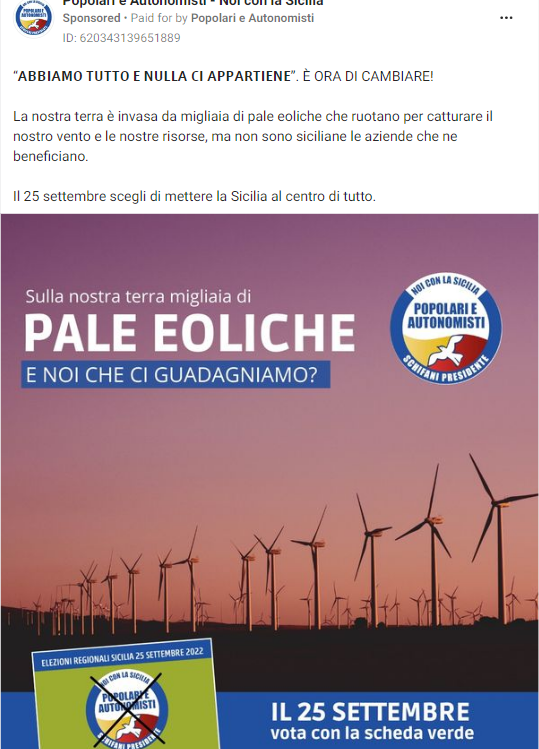 Popolari e Autonomisti - Noi con la Sicilia
Sponsored • Paid for by Popolari e Autonomisti
ID: 620343139651889
“ABBIAMO TUTTO E NULLA CI APPARTIENE”. È ORA DI CAMBIARE!
La nostra terra è invasa da migliaia di pale eoliche che ruotano per catturare il
nostro vento e le nostre risorse, ma non sono siciliane le aziende che ne
beneficiano.
Il 25 settembre scegli di mettere la Sicilia al centro di tutto.
Sulla nostra terra migliaia di
PALE EOLICHE
E NOI CHE CI GUADAGNIAMO?
NOI CON LA SICILIA
POPOLARI E
AUTONOMISTI
SCHIFANI PRESIDENTE
ELEZIONI REGIONALI SICILIA 25 SETTEMBRE 2022
NOI CON LA SICILIA
POPOLARI E
AUTONOMISTI
SCHIFANI PRESIDENTE
IL 25 SETTEMBRE
vota con la scheda verde